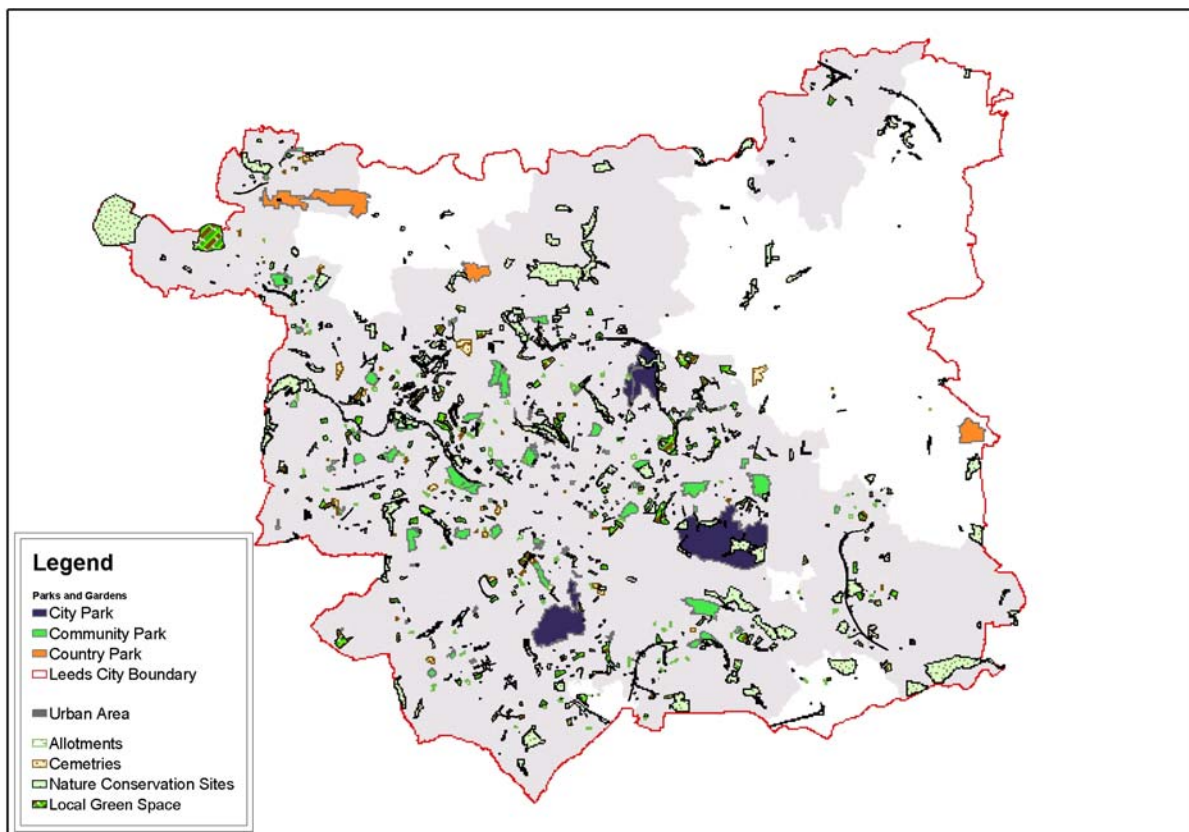 Legend
Parks and Gardens
City Park
Community Park
Country Park
Leeds City Boundary
Urban Area
Allotments
Cemetries
Nature Conservation Sites
Local Green Space